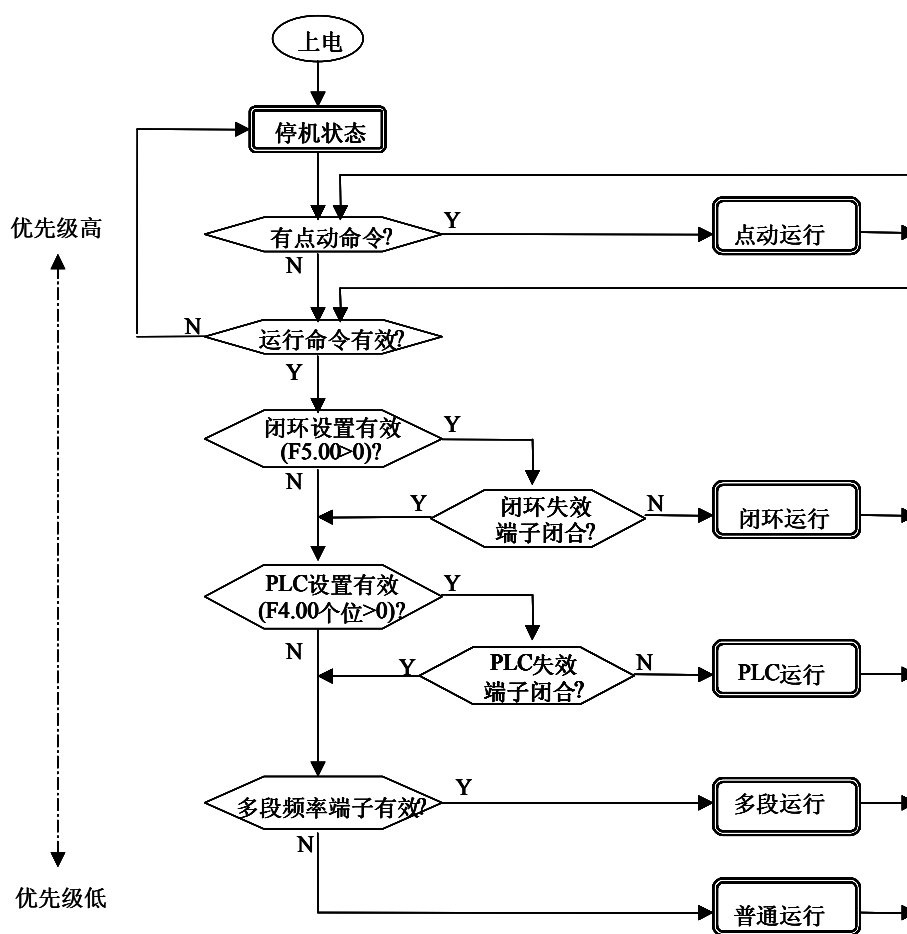 上电
停机状态
优先级高
有点动命令?
Y
点动运行
N
N
运行命令有效?
Y
闭环设置有效
(F5.00>0)?
Y
N
Y
闭环失效
端子闭合?
N
闭环运行
PLC设置有效
(F4.00个位>0)?
Y
N
Y
PLC失效
端子闭合?
N
PLC运行
多段频率端子有效?
Y
多段运行
N
优先级低
普通运行